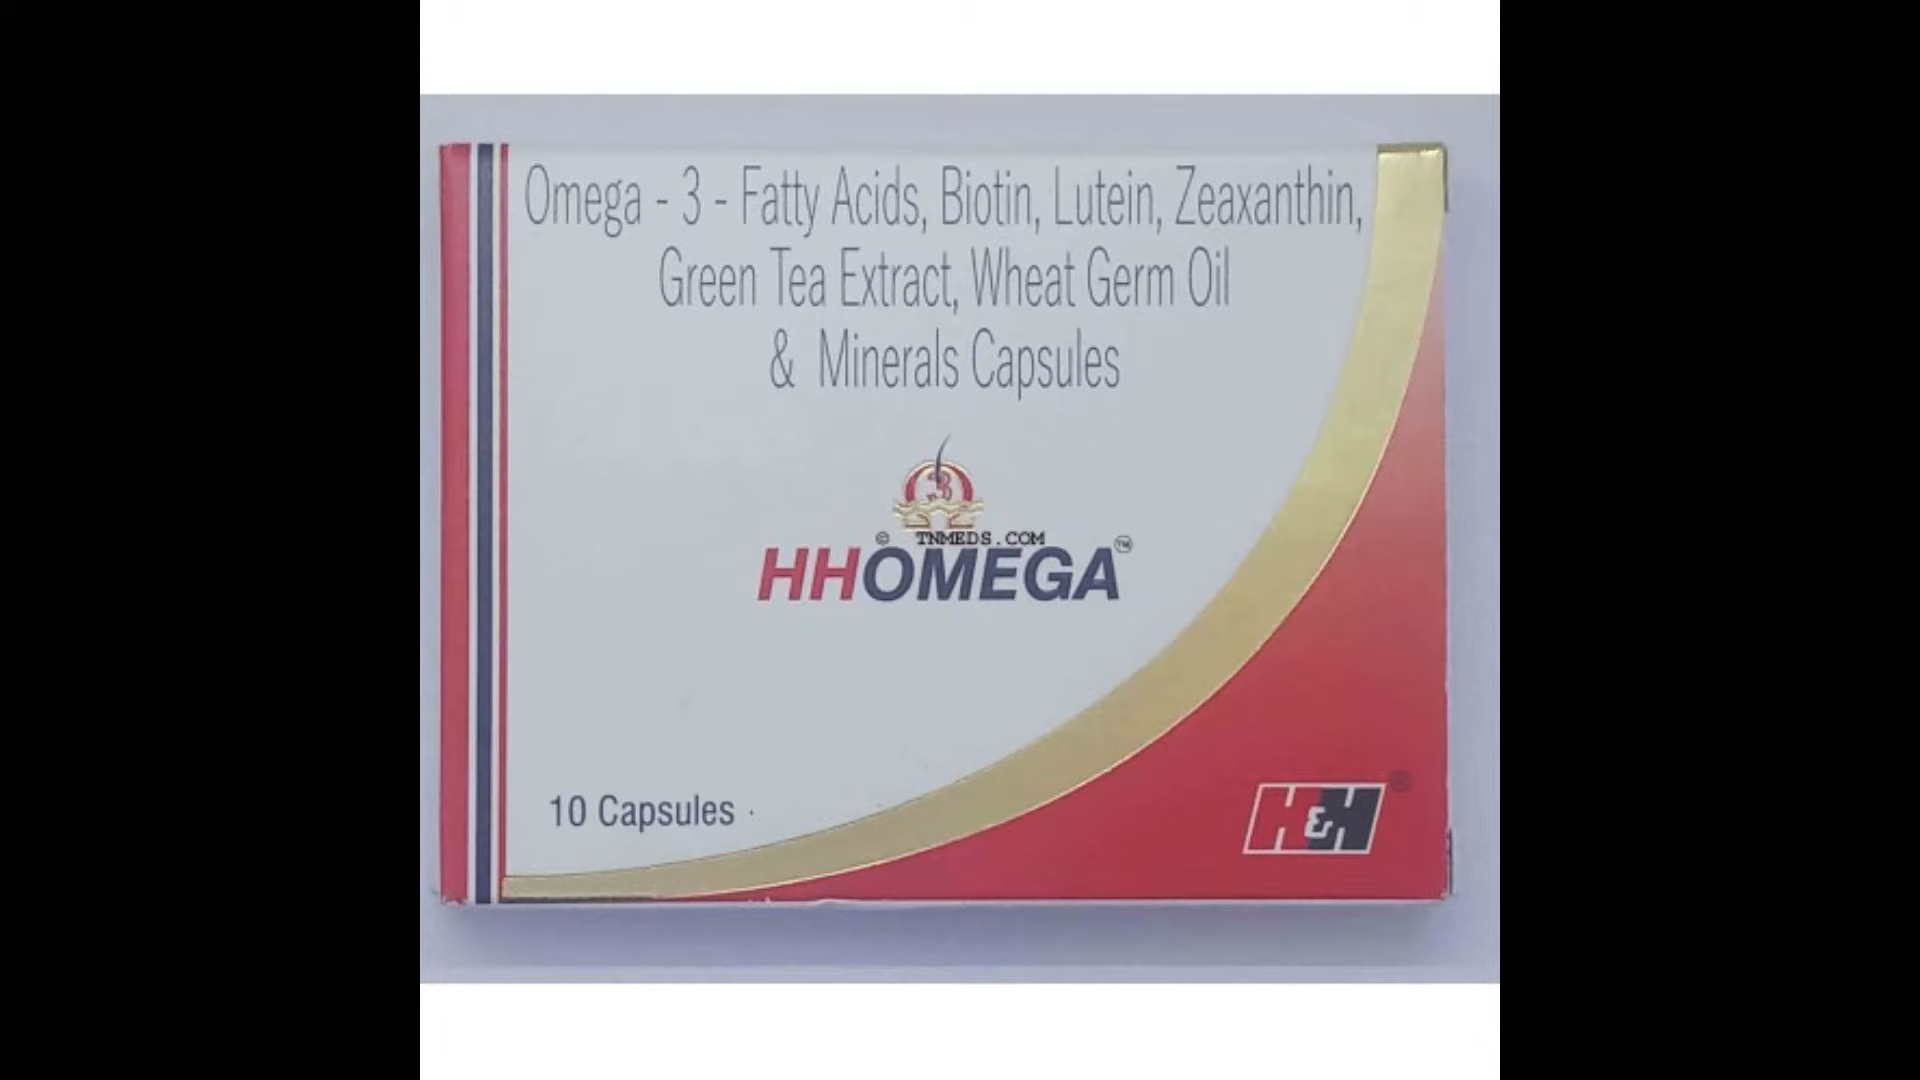 Omega - 3 - Fatty Acids, Biotin, Lutein, Zeaxanthin,
Green Tea Extract, Wheat Germ Oil
& Minerals Capsules
3
© TNMEDS.COM
HHOMEGA™
10 Capsules
H&H®